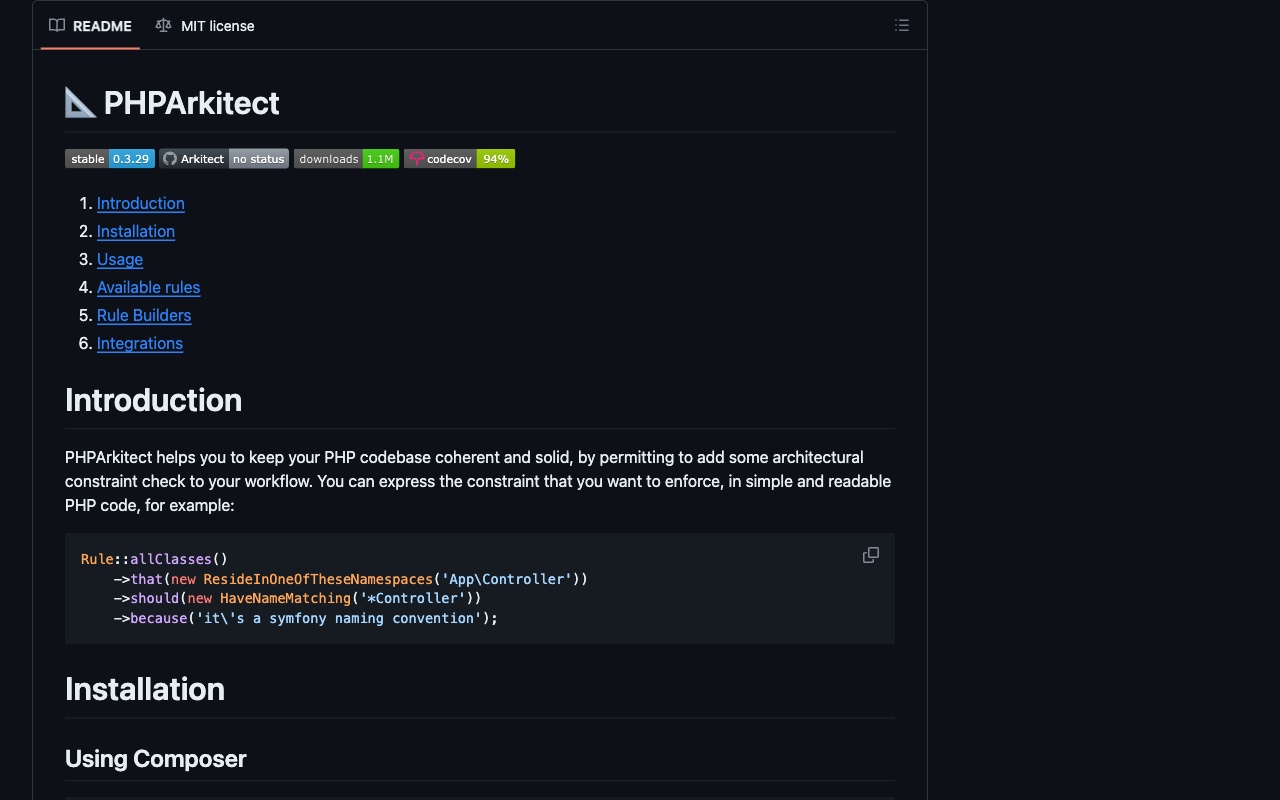 README MIT license
PHPArkitect
stable 0.3.29 Arkitect no status downloads 1.1M codecov 94%
1. Introduction
2. Installation
3. Usage
4. Available rules
5. Rule Builders
6. Integrations
Introduction
PHPArkitect helps you to keep your PHP codebase coherent and solid, by permitting to add some architectural
constraint check to your workflow. You can express the constraint that you want to enforce, in simple and readable
PHP code, for example:
Rule::allClasses()
    ->that(new ResideInOneOfTheseNamespaces('App\Controller'))
    ->should(new HaveNameMatching('*Controller'))
    ->because('it\'s a symfony naming convention');
Installation
Using Composer